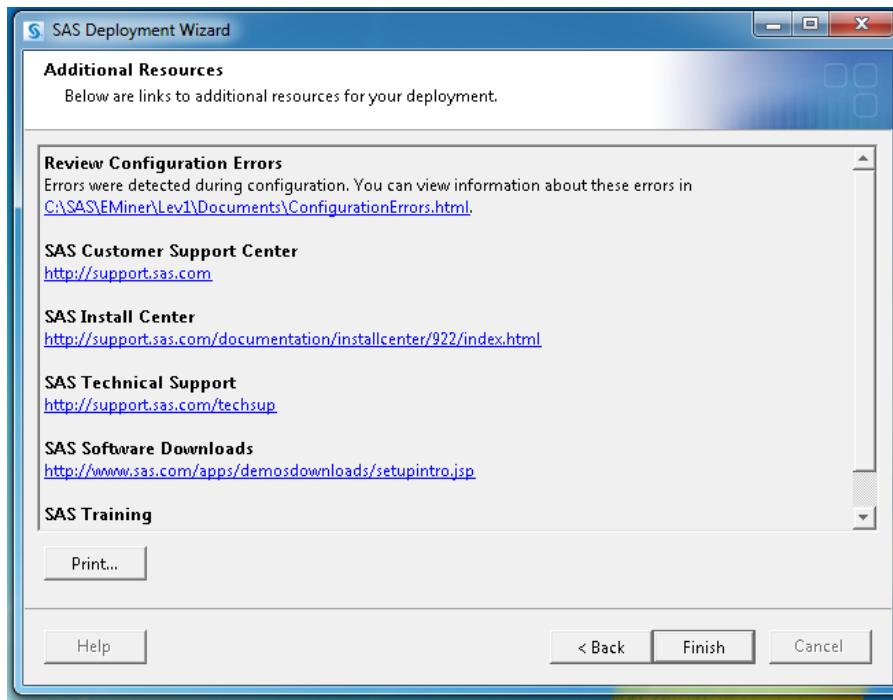 SAS Deployment Wizard
Additional Resources
Below are links to additional resources for your deployment.
Review Configuration Errors
Errors were detected during configuration. You can view information about these errors in
C:\SAS\EMiner\Lev1\Documents\ConfigurationErrors.html.
SAS Customer Support Center
http://support.sas.com
SAS Install Center
http://support.sas.com/documentation/installcenter/922/index.html
SAS Technical Support
http://support.sas.com/techsup
SAS Software Downloads
http://www.sas.com/apps/demosdownloads/setupintro.jsp
SAS Training
Print...
Help
< Back
Finish
Cancel